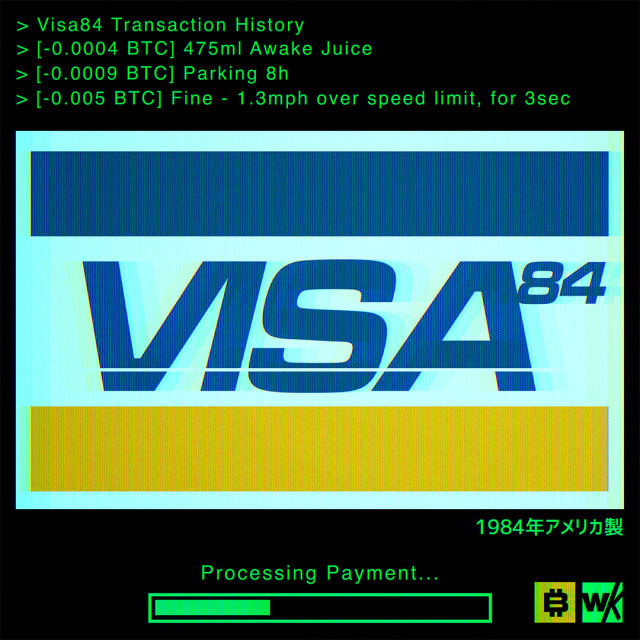 > Visa84 Transaction History
> [-0.0004 BTC] 475ml Awake Juice
> [-0.0009 BTC] Parking 8h
> [-0.005 BTC] Fine - 1.3mph over speed limit, for 3sec
VISA84
1984年アメリカ製
Processing Payment...
B WK